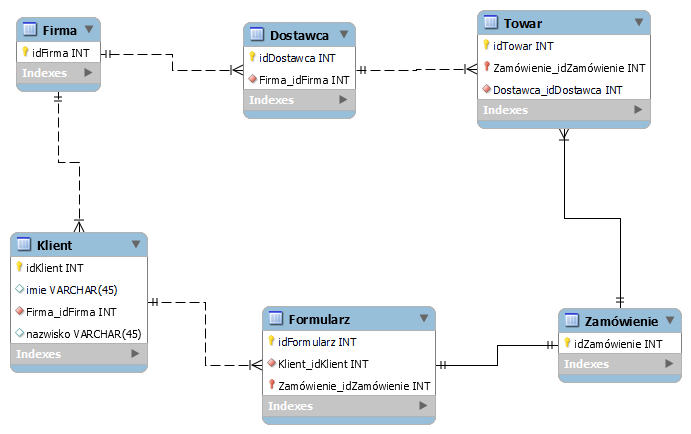 Firma
idFirma INT
Indexes
Dostawca
idDostawca INT
Firma_idFirma INT
Indexes
Towar
idTowar INT
Zamówienie_idZamówienie INT
Dostawca_idDostawca INT
Indexes
Klient
idKlient INT
imie VARCHAR(45)
Firma_idFirma INT
nazwisko VARCHAR(45)
Indexes
Formularz
idFormularz INT
Klient_idKlient INT
Zamówienie_idZamówienie INT
Indexes
Zamówienie
idZamówienie INT
Indexes